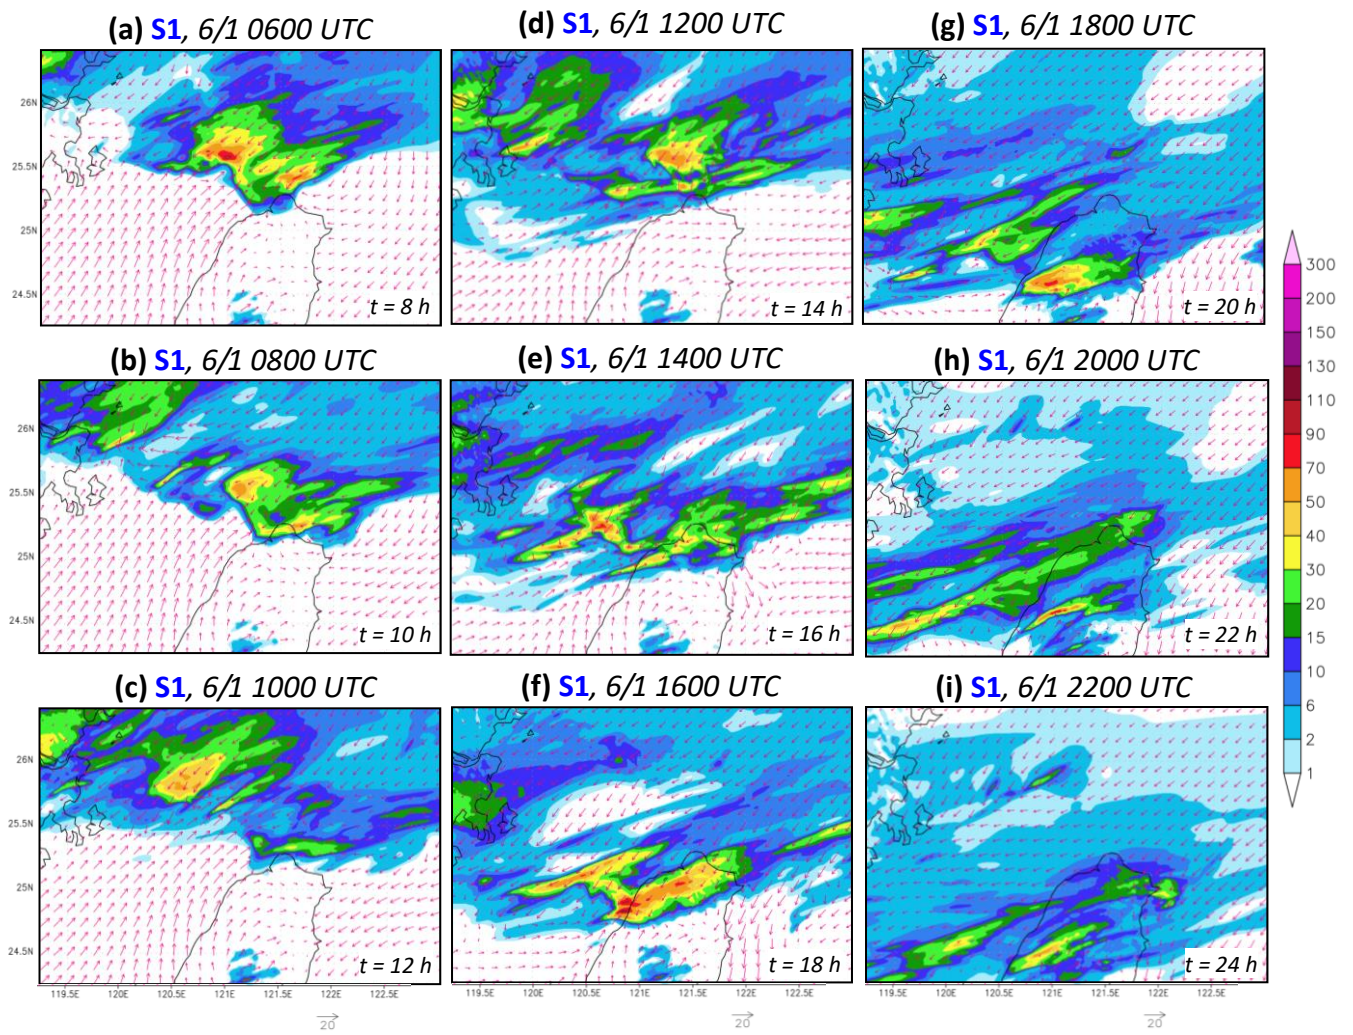 (a) S1, 6/1 0600 UTC
(d) S1, 6/1 1200 UTC
(g) S1, 6/1 1800 UTC
26N
25.5N
25N
24.5N
t = 8 h
t = 14 h
t = 20 h
(b) S1, 6/1 0800 UTC
(e) S1, 6/1 1400 UTC
(h) S1, 6/1 2000 UTC
26N
25.5N
25N
24.5N
t = 10 h
t = 16 h
t = 22 h
(c) S1, 6/1 1000 UTC
(f) S1, 6/1 1600 UTC
(i) S1, 6/1 2200 UTC
26N
25.5N
25N
24.5N
t = 12 h
t = 18 h
t = 24 h
119.5E 120E 120.5E 121E 121.5E 122E 122.5E
119.5E 120E 120.5E 121E 121.5E 122E 122.5E
119.5E 120E 120.5E 121E 121.5E 122E 122.5E
20
20
20
300
200
150
130
110
90
70
50
40
30
20
15
10
6
2
1